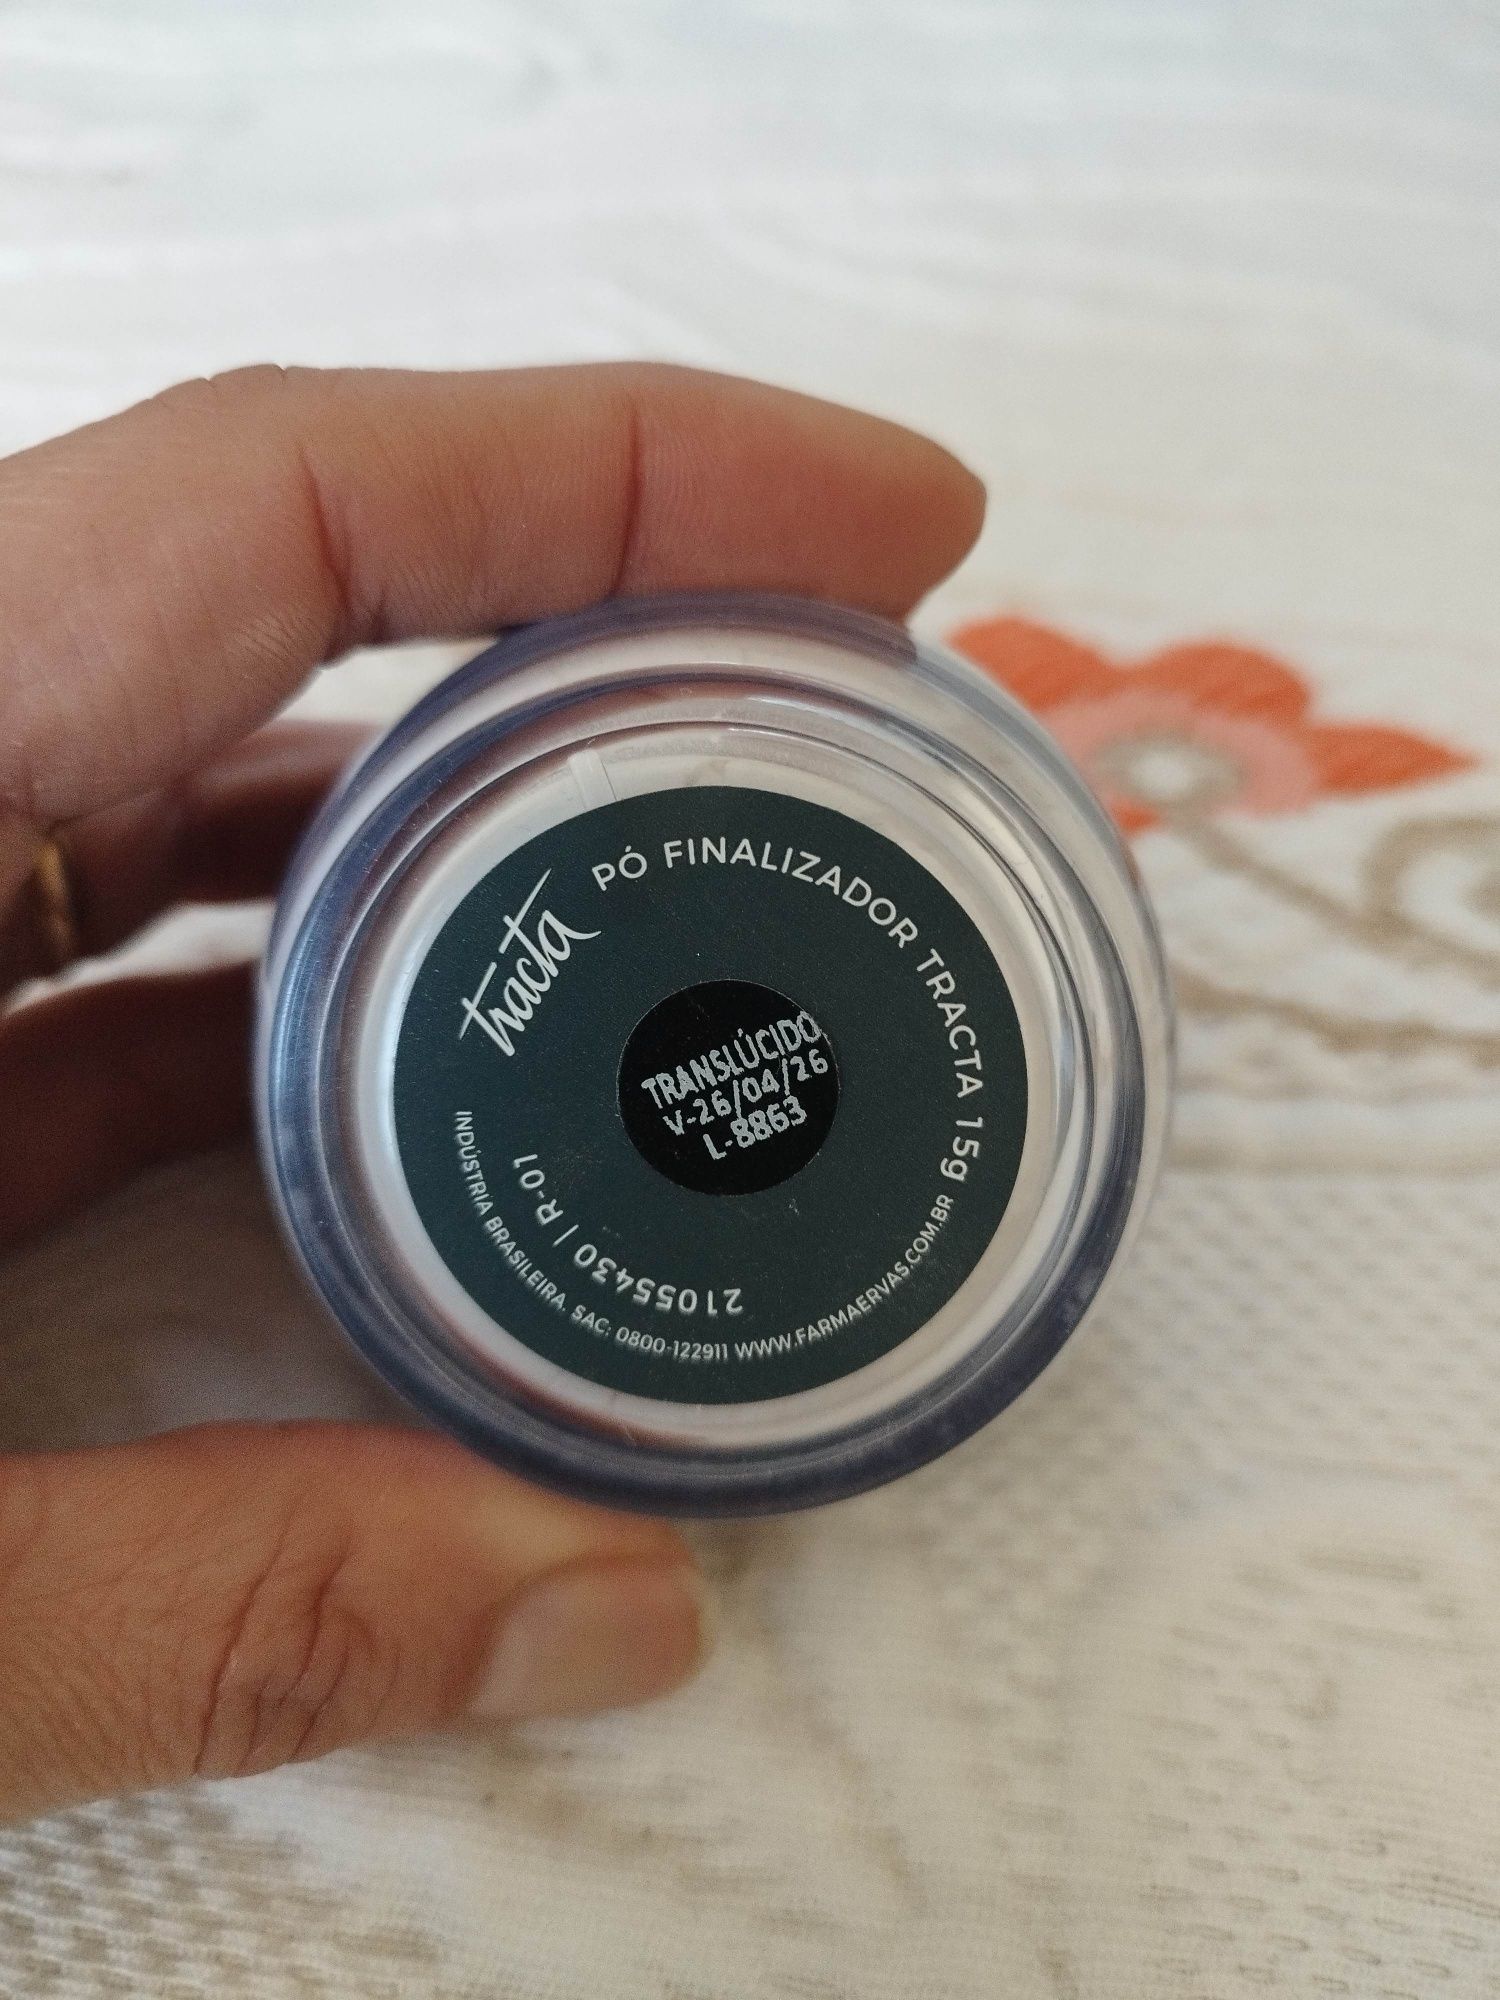 tracta
PÓ FINALIZADOR TRACTA 15g
TRANSLÚCIDO
V-26/04/26
L-8863
21055430 | R-01
INDÚSTRIA BRASILEIRA. SAC: 0800-122911 WWW.FARMAERVAS.COM.BR